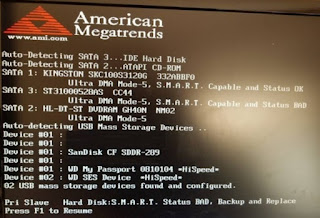 American
Megatrends
www.ami.com
Auto-Detecting SATA 3...IDE Hard Disk
Auto-Detecting SATA 2...ATAPI CD-ROM
SATA 1: KINGSTON SKC100S3120G 332ABBF0
Ultra DMA Mode-5, S.M.A.R.T. Capable and Status OK
SATA 3: ST31000528AS CC44
Ultra DMA Mode-5, S.M.A.R.T. Capable and Status BAD
SATA 2: HL-DT-ST DVDRAM GH40N NM02
Ultra DMA Mode-5
Auto-detecting USB Mass Storage Devices ..
Device #01 :
Device #01 :
Device #01 : SanDisk CF SDDR-289
Device #01 :
Device #01 : WD My Passport 0810104 *HiSpeed*
Device #02 : WD SES Device *HiSpeed*
02 USB mass storage devices found and configured.
Pri Slave Hard Disk:S.M.A.R.T. Status BAD, Backup and Replace
Press F1 to Resume